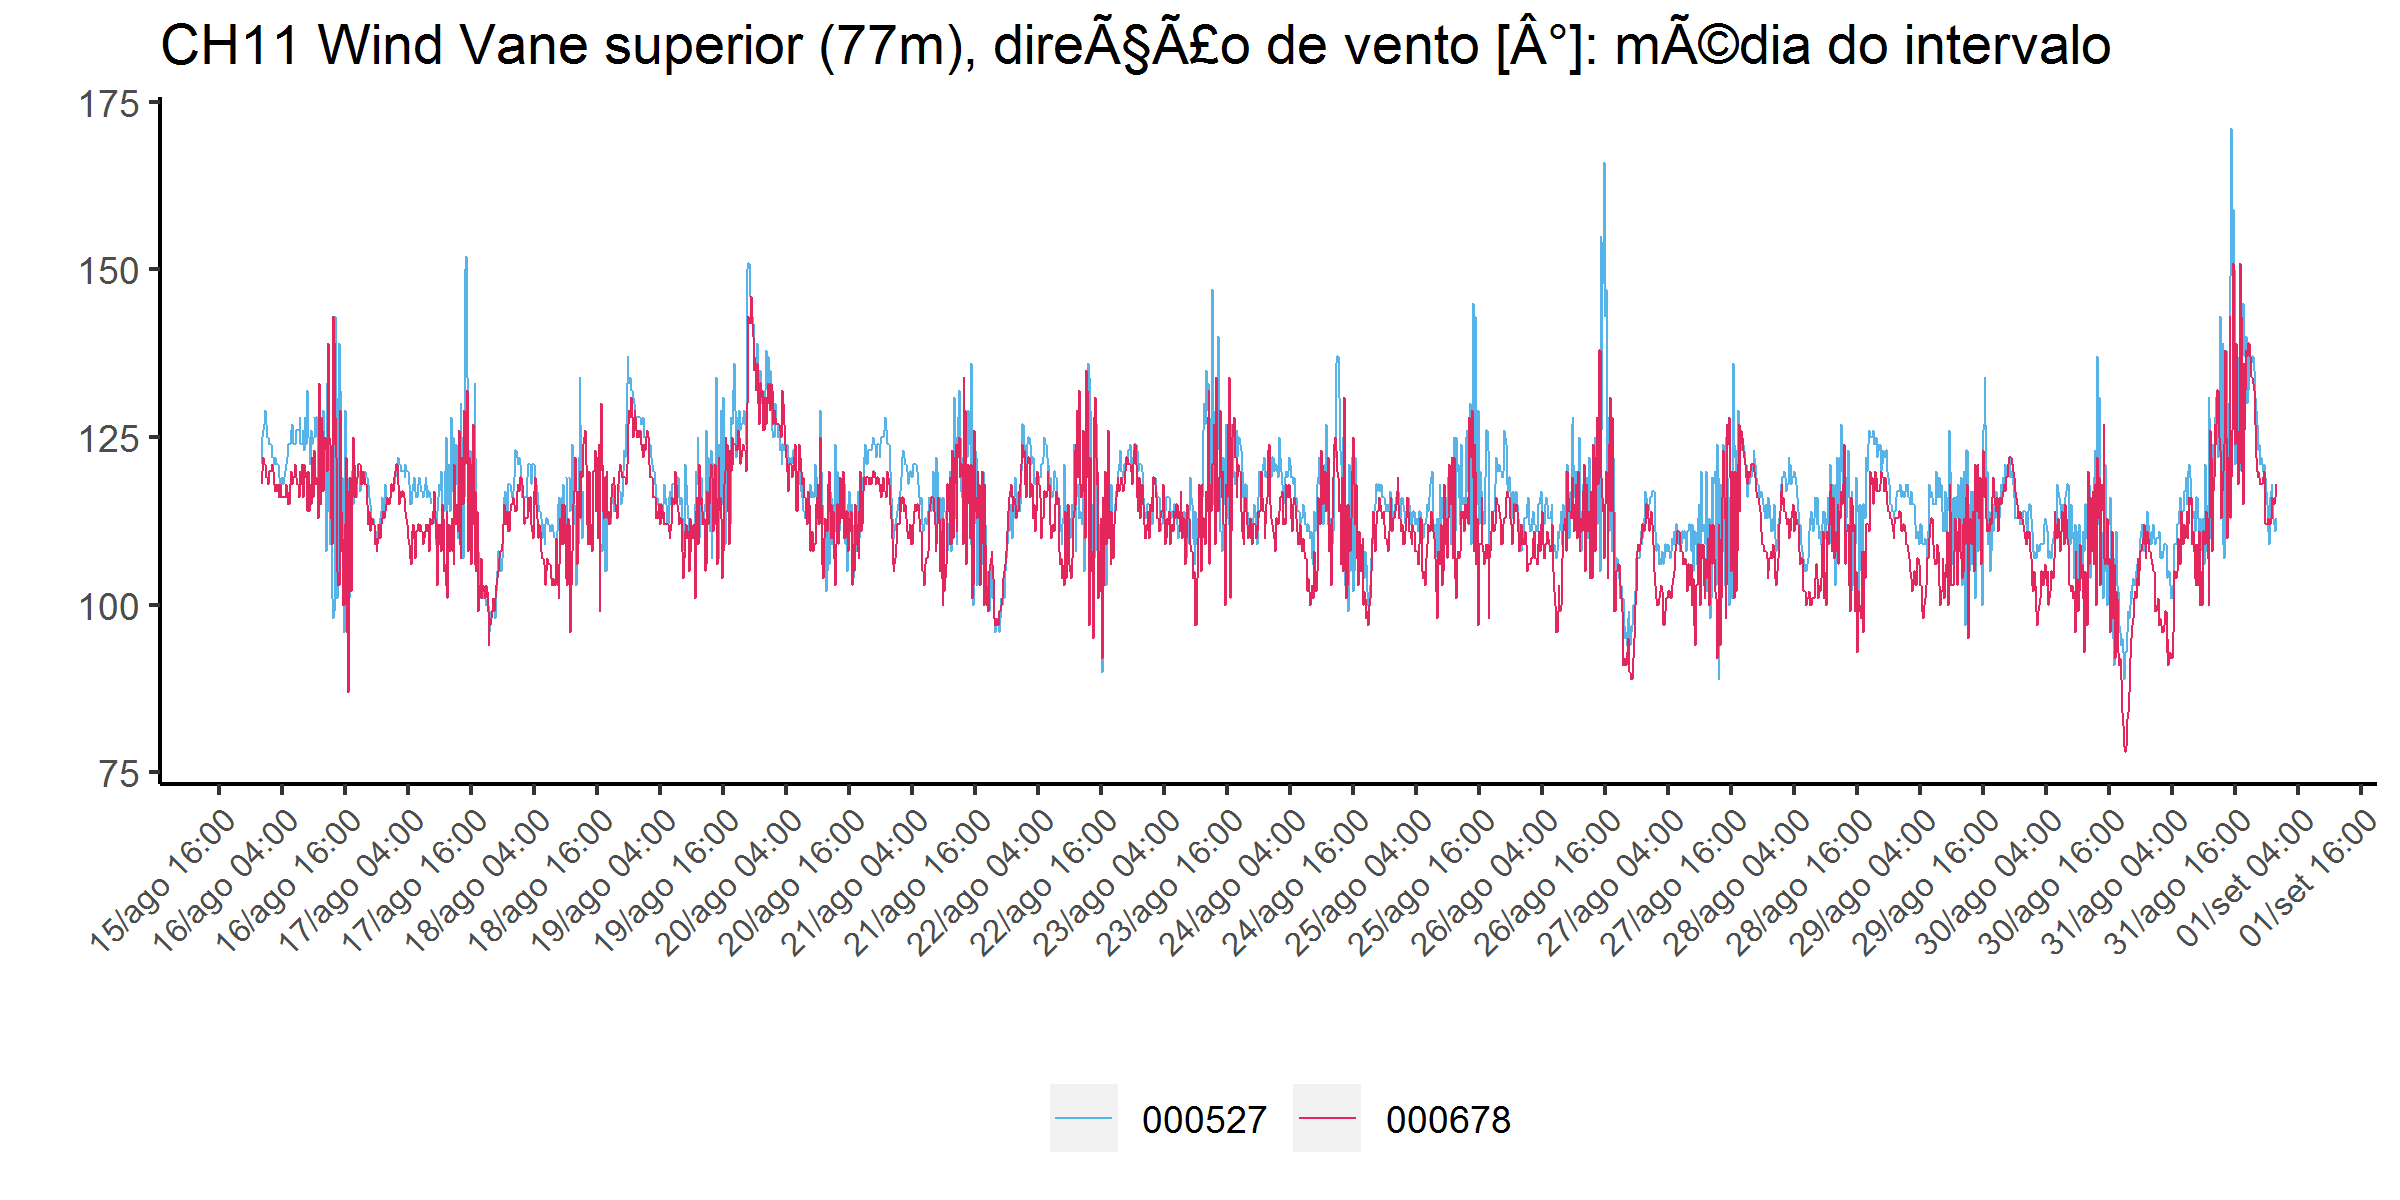 CH11 Wind Vane superior (77m), direÃ§Ã£o de vento [Â°]: mÃ©dia do intervalo
175
150
125
100
75
15/ago 16:00
16/ago 04:00
16/ago 16:00
17/ago 04:00
17/ago 16:00
18/ago 04:00
18/ago 16:00
19/ago 04:00
19/ago 16:00
20/ago 04:00
20/ago 16:00
21/ago 04:00
21/ago 16:00
22/ago 04:00
22/ago 16:00
23/ago 04:00
23/ago 16:00
24/ago 04:00
24/ago 16:00
25/ago 04:00
25/ago 16:00
26/ago 04:00
26/ago 16:00
27/ago 04:00
27/ago 16:00
28/ago 04:00
28/ago 16:00
29/ago 04:00
29/ago 16:00
30/ago 04:00
30/ago 16:00
31/ago 04:00
31/ago 16:00
01/set 04:00
01/set 16:00
000527
000678